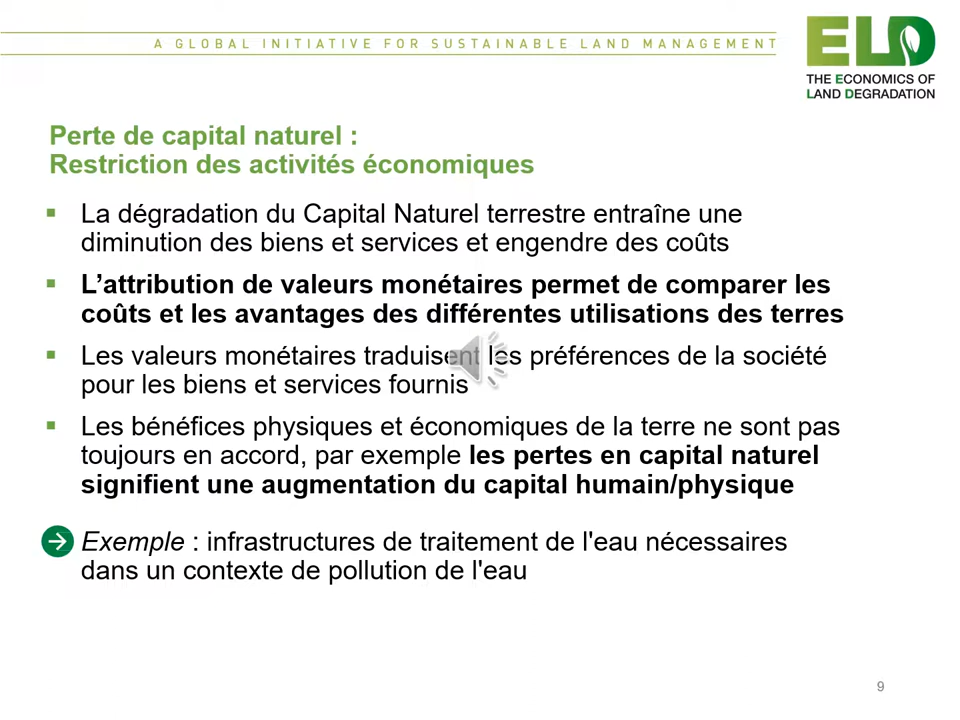 A GLOBAL INITIATIVE FOR SUSTAINABLE LAND MANAGEMENT
ELD
THE ECONOMICS OF
LAND DEGRADATION
Perte de capital naturel :
Restriction des activités économiques
La dégradation du Capital Naturel terrestre entraîne une
diminution des biens et services et engendre des coûts
L’attribution de valeurs monétaires permet de comparer les
coûts et les avantages des différentes utilisations des terres
Les valeurs monétaires traduisent les préférences de la société
pour les biens et services fournis
Les bénéfices physiques et économiques de la terre ne sont pas
toujours en accord, par exemple les pertes en capital naturel
signifient une augmentation du capital humain/physique
Exemple : infrastructures de traitement de l'eau nécessaires
dans un contexte de pollution de l'eau
9